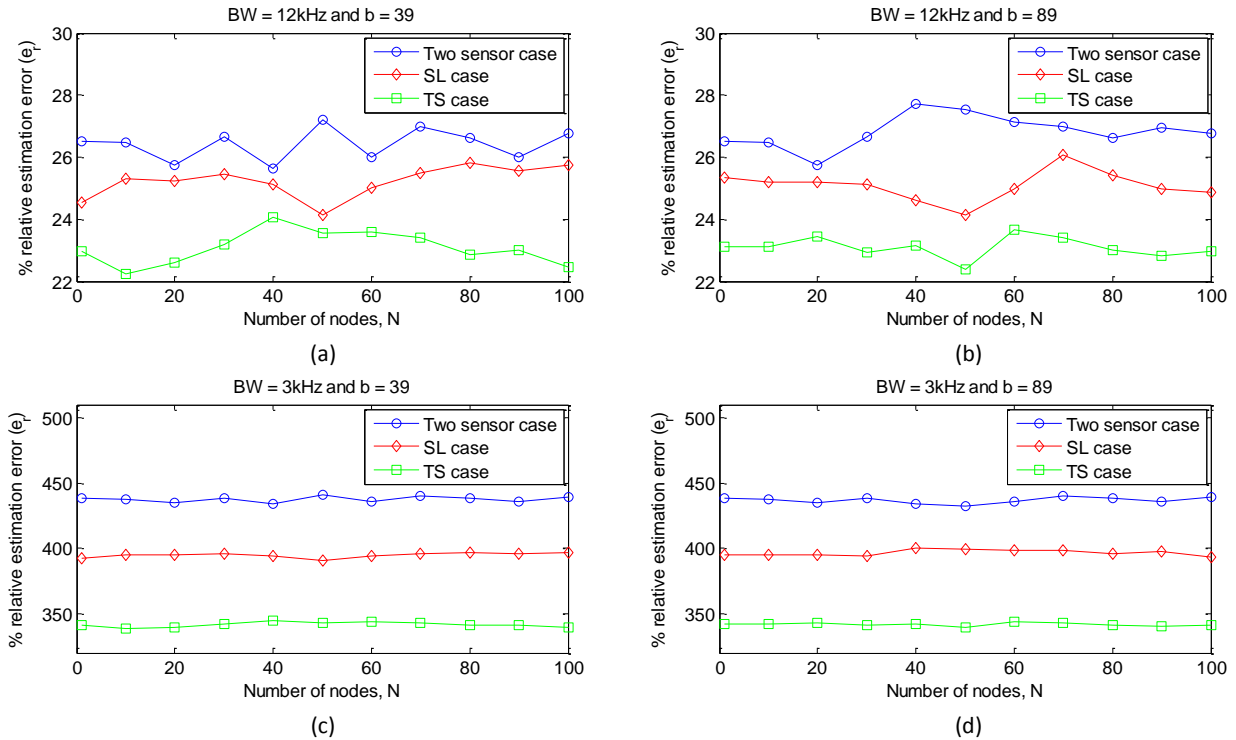 BW = 12kHz and b = 39
% relative estimation error (e_r)
30
28
26
24
22
Two sensor case
SL case
TS case
0 20 40 60 80 100
Number of nodes, N
(a)
BW = 12kHz and b = 89
% relative estimation error (e_r)
30
28
26
24
22
Two sensor case
SL case
TS case
0 20 40 60 80 100
Number of nodes, N
(b)
BW = 3kHz and b = 39
% relative estimation error (e_r)
500
450
400
350
Two sensor case
SL case
TS case
0 20 40 60 80 100
Number of nodes, N
(c)
BW = 3kHz and b = 89
% relative estimation error (e_r)
500
450
400
350
Two sensor case
SL case
TS case
0 20 40 60 80 100
Number of nodes, N
(d)